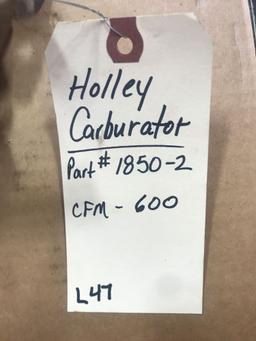 Holley
Carburator
Part# 1850-2
CFM - 600
L47